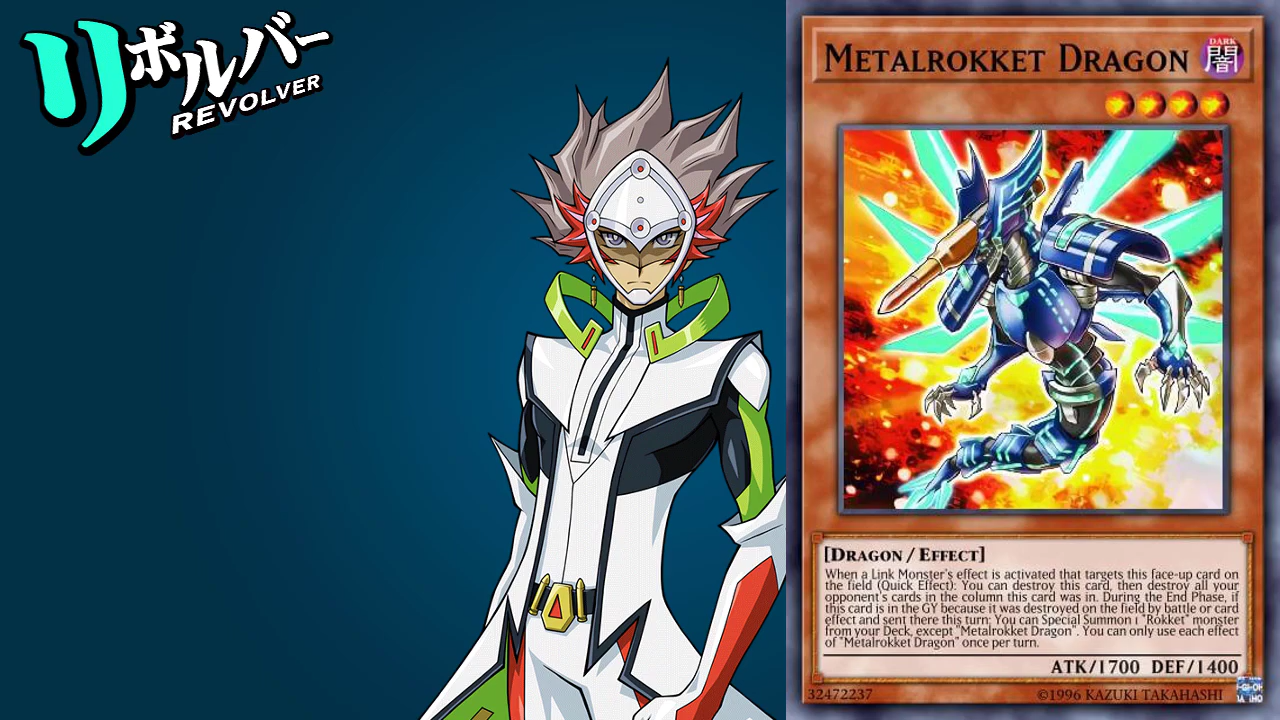 リボルバー
REVOLVER
METALROKKET DRAGON
DARK
闇
[DRAGON / EFFECT]
When a Link Monster's effect is activated that targets this face-up card on
the field (Quick Effect): You can destroy this card, then destroy all your
opponent's cards in the column this card was in. During the End Phase, if
this card is in the GY because it was destroyed on the field by battle or card
effect and sent there this turn: You can Special Summon 1 "Rokket" monster
from your Deck, except "Metalrokket Dragon". You can only use each effect
of "Metalrokket Dragon" once per turn.
ATK/1700 DEF/1400
32472237
©1996 KAZUKI TAKAHASHI